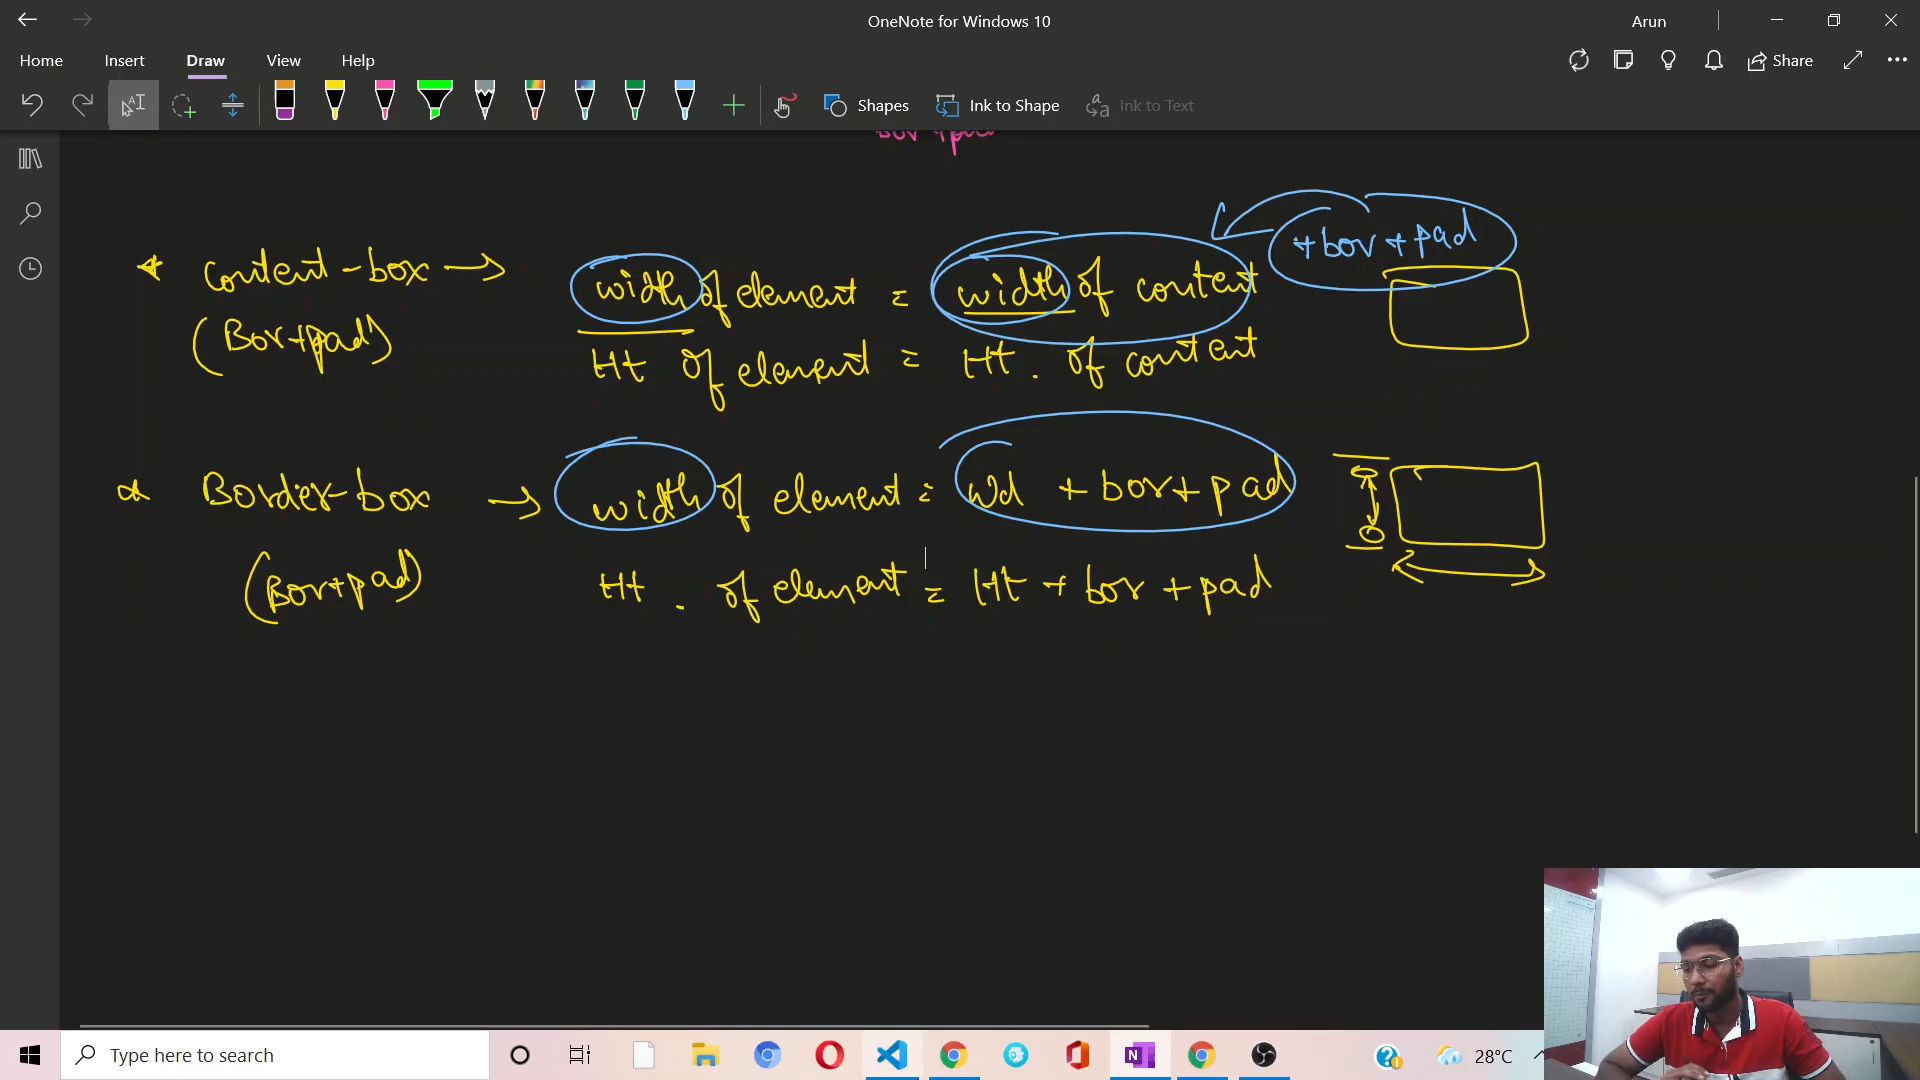 OneNote for Windows 10
Arun
Home Insert Draw View Help
Share
Shapes Ink to Shape Ink to Text
Bor +pad
+bor+pad
Content-box → width of element = width of content
(Bor+pad) Ht of element = Ht. of content
Border-box → width of element = Wd + bor + pad
(Bor+pad) Ht. of element = Ht + bor + pad
Type here to search
28°C